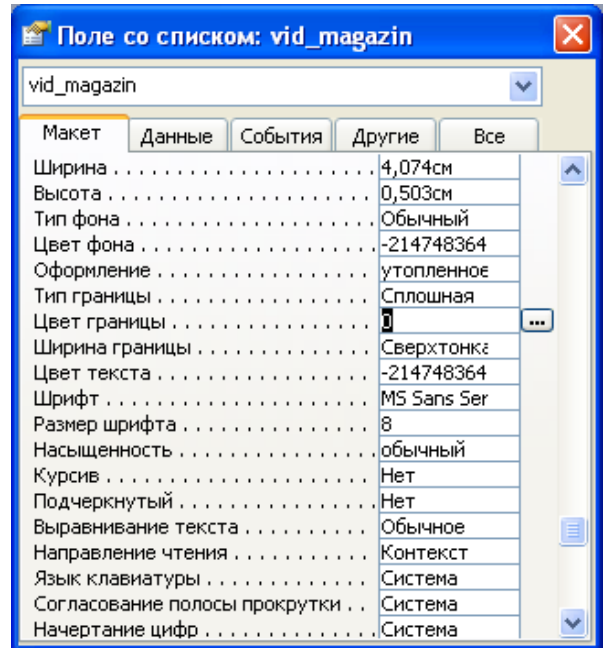 Поле со списком: vid_magazin
vid_magazin
Макет Данные События Другие Все
Ширина . . . . . . . . . . . . . . . . . . . . . 4,074см
Высота . . . . . . . . . . . . . . . . . . . . . 0,503см
Тип фона . . . . . . . . . . . . . . . . . . . . Обычный
Цвет фона . . . . . . . . . . . . . . . . . . . -214748364
Оформление . . . . . . . . . . . . . . . . . . утопленное
Тип границы . . . . . . . . . . . . . . . . . . Сплошная
Цвет границы . . . . . . . . . . . . . . . . . 0 ...
Ширина границы . . . . . . . . . . . . . . . Сверхтонка
Цвет текста . . . . . . . . . . . . . . . . . . -214748364
Шрифт . . . . . . . . . . . . . . . . . . . . . . MS Sans Ser
Размер шрифта . . . . . . . . . . . . . . . . 8
Насыщенность . . . . . . . . . . . . . . . . . обычный
Курсив . . . . . . . . . . . . . . . . . . . . . . Нет
Подчеркнутый . . . . . . . . . . . . . . . . . Нет
Выравнивание текста . . . . . . . . . . . Обычное
Направление чтения . . . . . . . . . . . . Контекст
Язык клавиатуры . . . . . . . . . . . . . . Система
Согласование полосы прокрутки . . Система
Начертание цифр . . . . . . . . . . . . . . Система